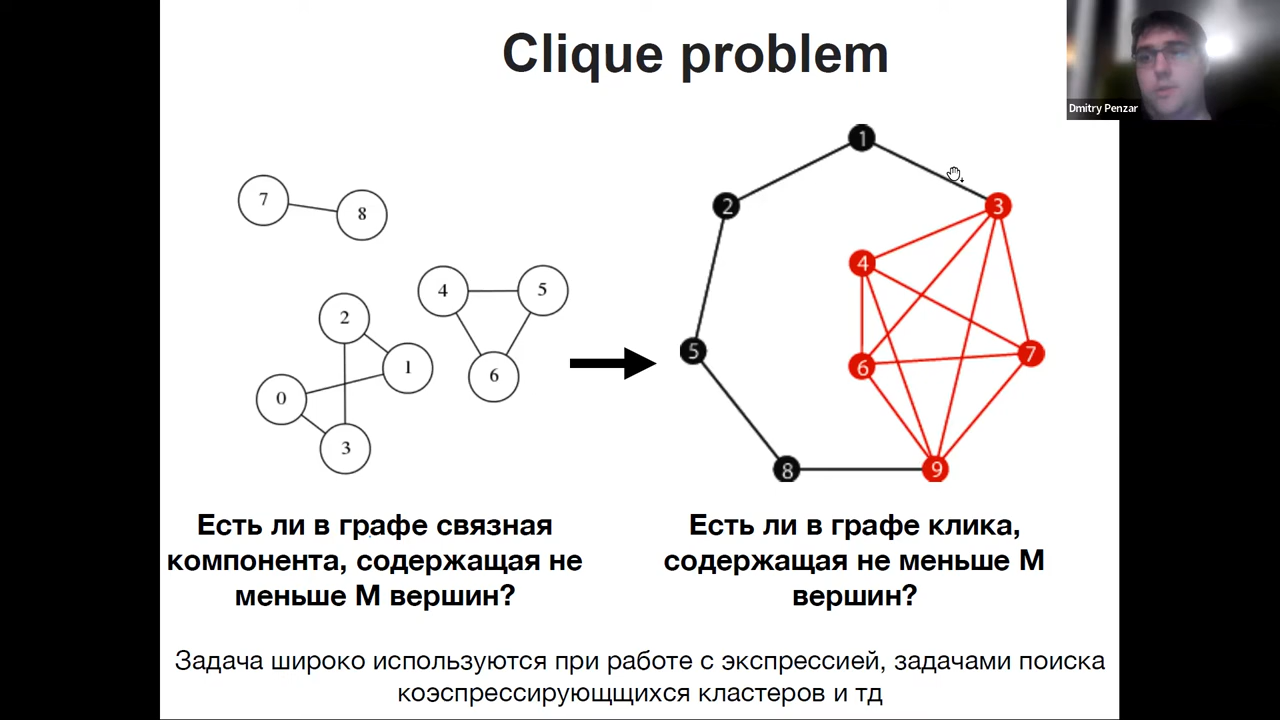 Clique problem
Dmitry Penzar
7
8
4
5
2
1
6
0
3
1
2
3
4
5
6
7
8
9
Есть ли в графе связная
компонента, содержащая не
меньше М вершин?
Есть ли в графе клика,
содержащая не меньше М
вершин?
Задача широко используются при работе с экспрессией, задачами поиска
коэспрессирующщихся кластеров и тд